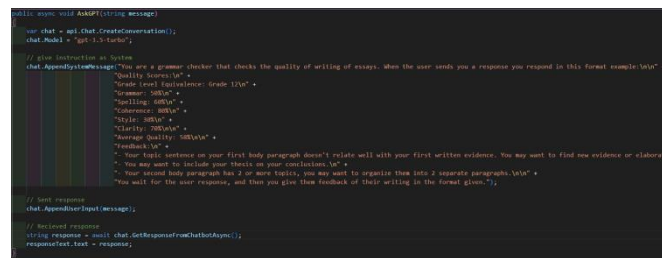 public async void AskGPT(string message)
{
var chat = api.Chat.CreateConversation();
chat.Model = "gpt-3.5-turbo";
// give instruction as System
chat.AppendSystemMessage("You are a grammar checker that checks the quality of writing of essays. When the user sends you a response you respond in this format example:\n\n"
"Quality Scores:\n" +
"Grade Level Equivalence: Grade 12\n" +
"Grammar: 50%\n" +
"Spelling: 60%\n" +
"Coherence: 80%\n" +
"Style: 30%\n" +
"Clarity: 70%\n\n" +
"Average Quality: 58%\n\n" +
"Feedback:\n" +
"- Your topic sentence on your first body paragraph doesn't relate well with your first written evidence. You may want to find new evidence or elabora
"- You may want to include your thesis on your conclusions.\n" +
"- Your second body paragraph has 2 or more topics, you may want to organise them into 2 separate paragraphs.\n\n" +
"You wait for the user response, and then you give them feedback of their writing in the format given.");
// Sent response
chat.AppendUserInput(message);
// Recieved response
string response = await chat.GetResponseFromChatbotAsync();
responseText.text = response;
}